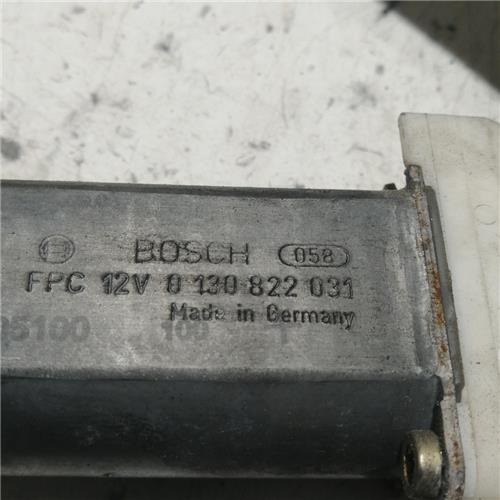 BOSCH 058
FPC 12V 0 130 822 031
Made in Germany